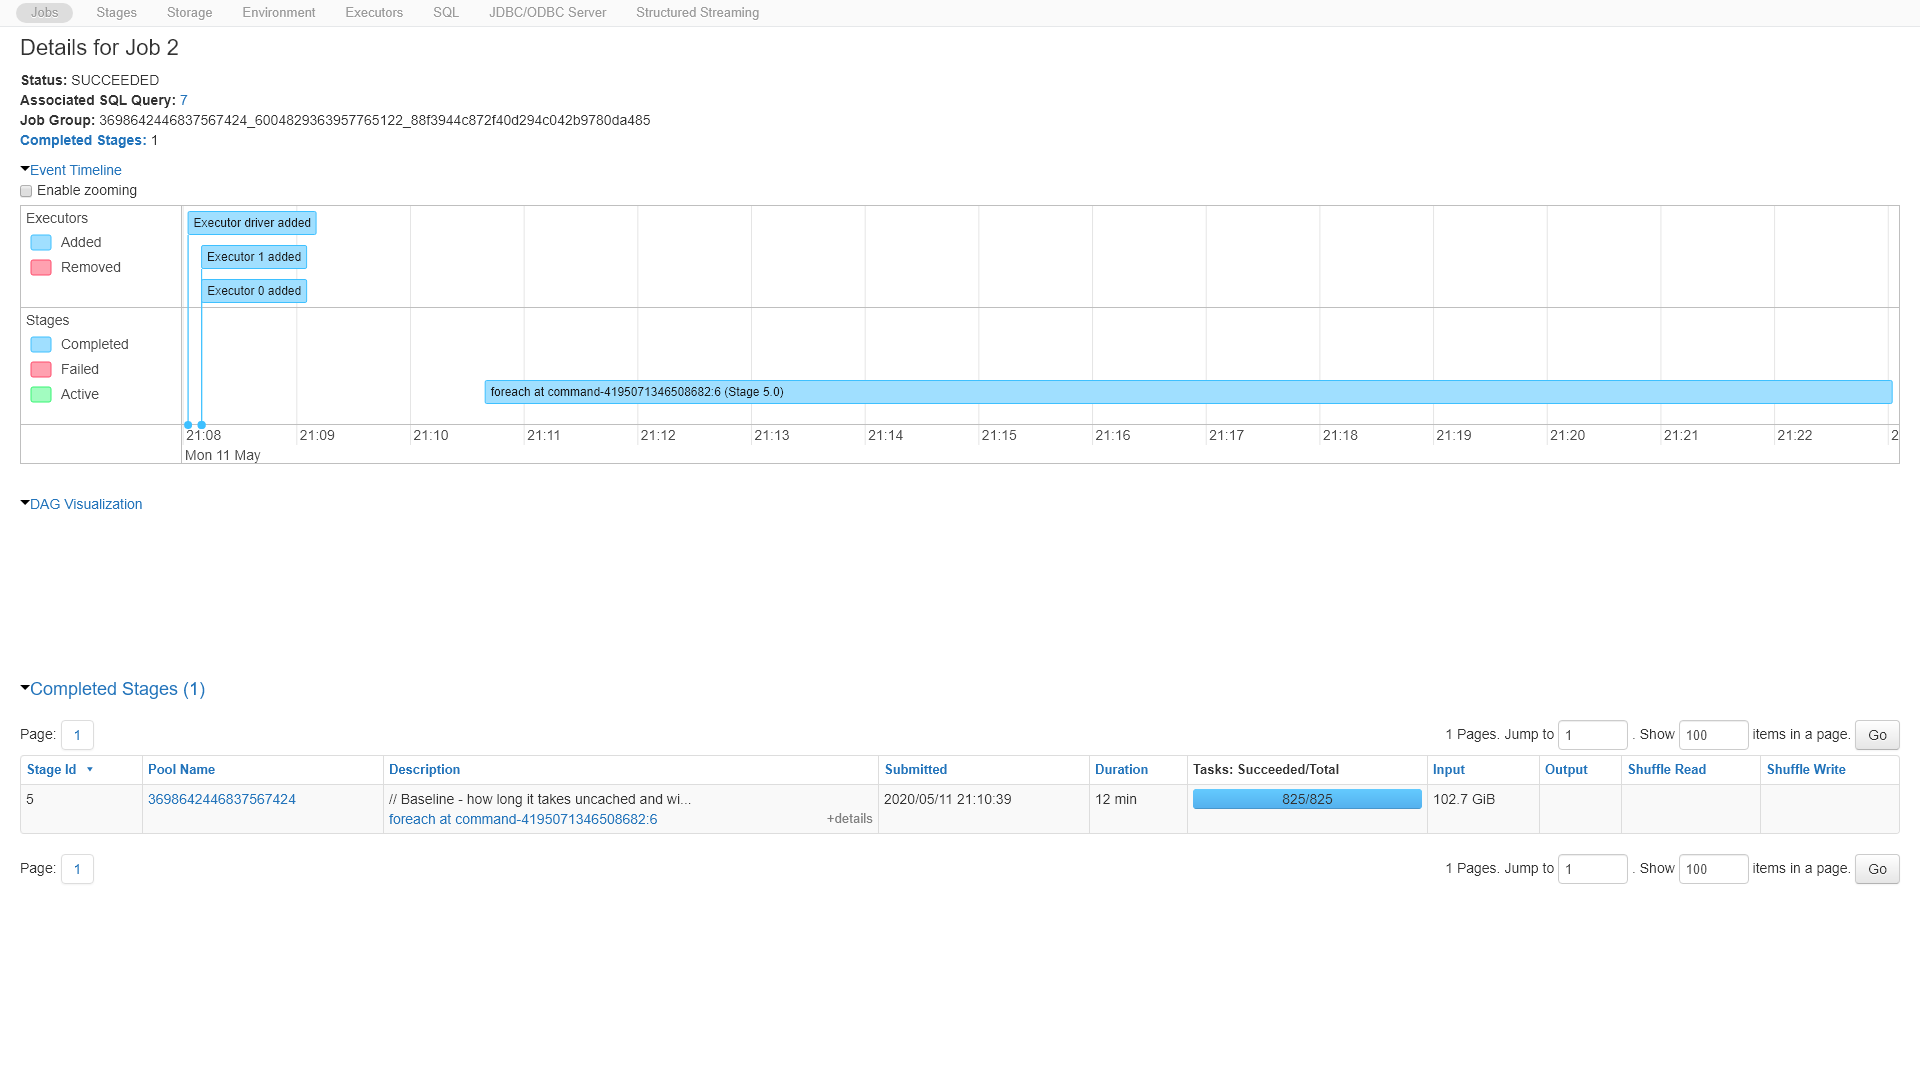 Jobs Stages Storage Environment Executors SQL JDBC/ODBC Server Structured Streaming
Details for Job 2
Status: SUCCEEDED
Associated SQL Query: 7
Job Group: 3698642446837567424_6004829363957765122_88f3944c872f40d294c042b9780da485
Completed Stages: 1
Event Timeline
Enable zooming
Executors
Added
Removed
Executor driver added
Executor 1 added
Executor 0 added
Stages
Completed
Failed
Active
foreach at command-4195071346508682:6 (Stage 5.0)
21:08 21:09 21:10 21:11 21:12 21:13 21:14 21:15 21:16 21:17 21:18 21:19 21:20 21:21 21:22 2
Mon 11 May
DAG Visualization
Completed Stages (1)
Page: 1 1 Pages. Jump to 1 . Show 100 items in a page. Go
Stage Id Pool Name Description Submitted Duration Tasks: Succeeded/Total Input Output Shuffle Read Shuffle Write
5 3698642446837567424 // Baseline - how long it takes uncached and wi... 2020/05/11 21:10:39 12 min 825/825 102.7 GiB
foreach at command-4195071346508682:6 +details
Page: 1 1 Pages. Jump to 1 . Show 100 items in a page. Go